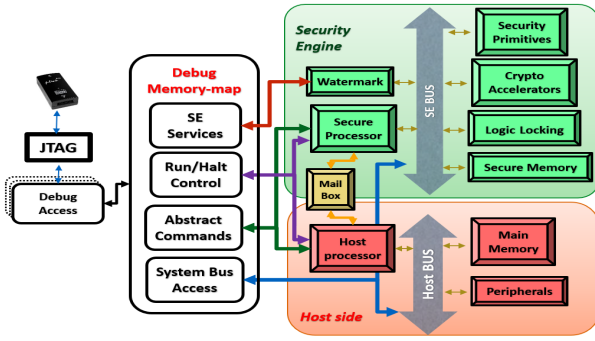 JTAG
Debug
Access
Debug
Memory-map
SE
Services
Run/Halt
Control
Abstract
Commands
System Bus
Access
Security
Engine
Watermark
Secure
Processor
Mail
Box
SE BUS
Security
Primitives
Crypto
Accelerators
Logic Locking
Secure Memory
Host
processor
Host BUS
Main
Memory
Peripherals
Host side